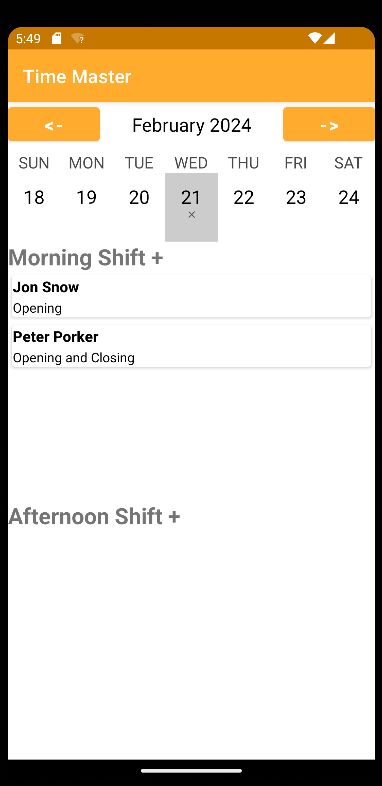 5:49
Time Master
<- February 2024 ->
SUN MON TUE WED THU FRI SAT
18 19 20 21 22 23 24
×
Morning Shift +
Jon Snow
Opening
Peter Porker
Opening and Closing
Afternoon Shift +